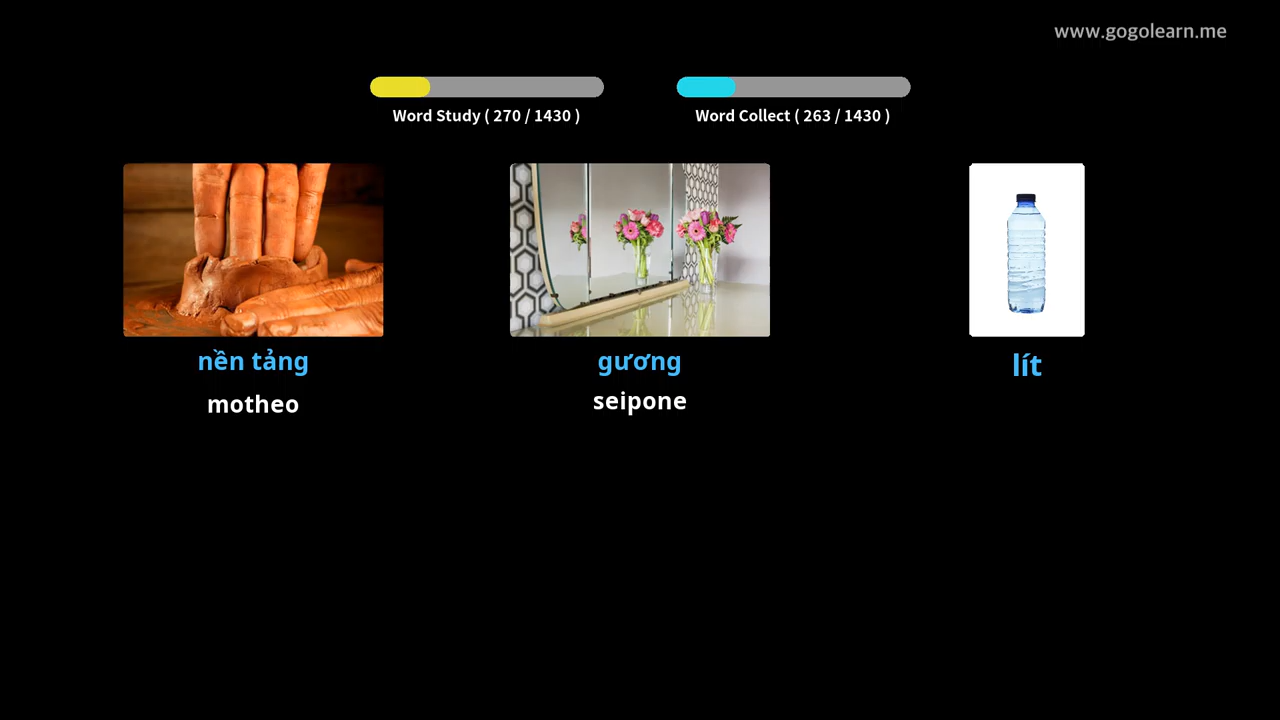 www.gogolearn.me
Word Study ( 270 / 1430 )
Word Collect ( 263 / 1430 )
nền tảng
motheo
gương
seipone
lít